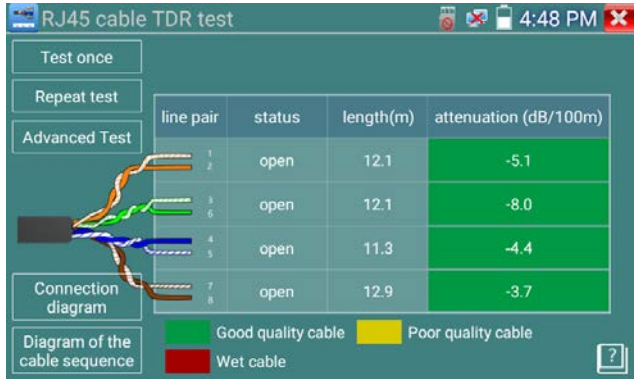 RJ45 cable TDR test
4:48 PM
Test once
Repeat test
Advanced Test
line pair status length(m) attenuation (dB/100m)
1
2 open 12.1 -5.1
3
6 open 12.1 -8.0
4
5 open 11.3 -4.4
7
8 open 12.9 -3.7
Connection
diagram
Diagram of the
cable sequence
Good quality cable Poor quality cable
Wet cable
?